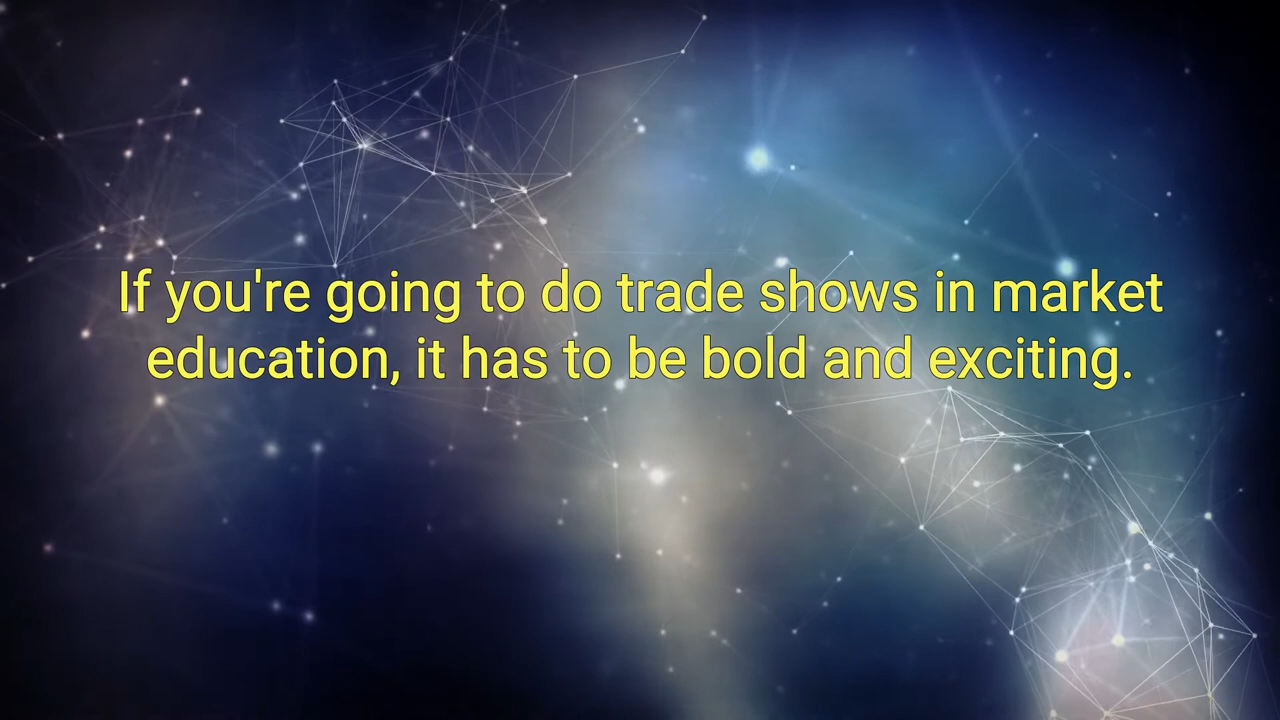 If you're going to do trade shows in market
education, it has to be bold and exciting.